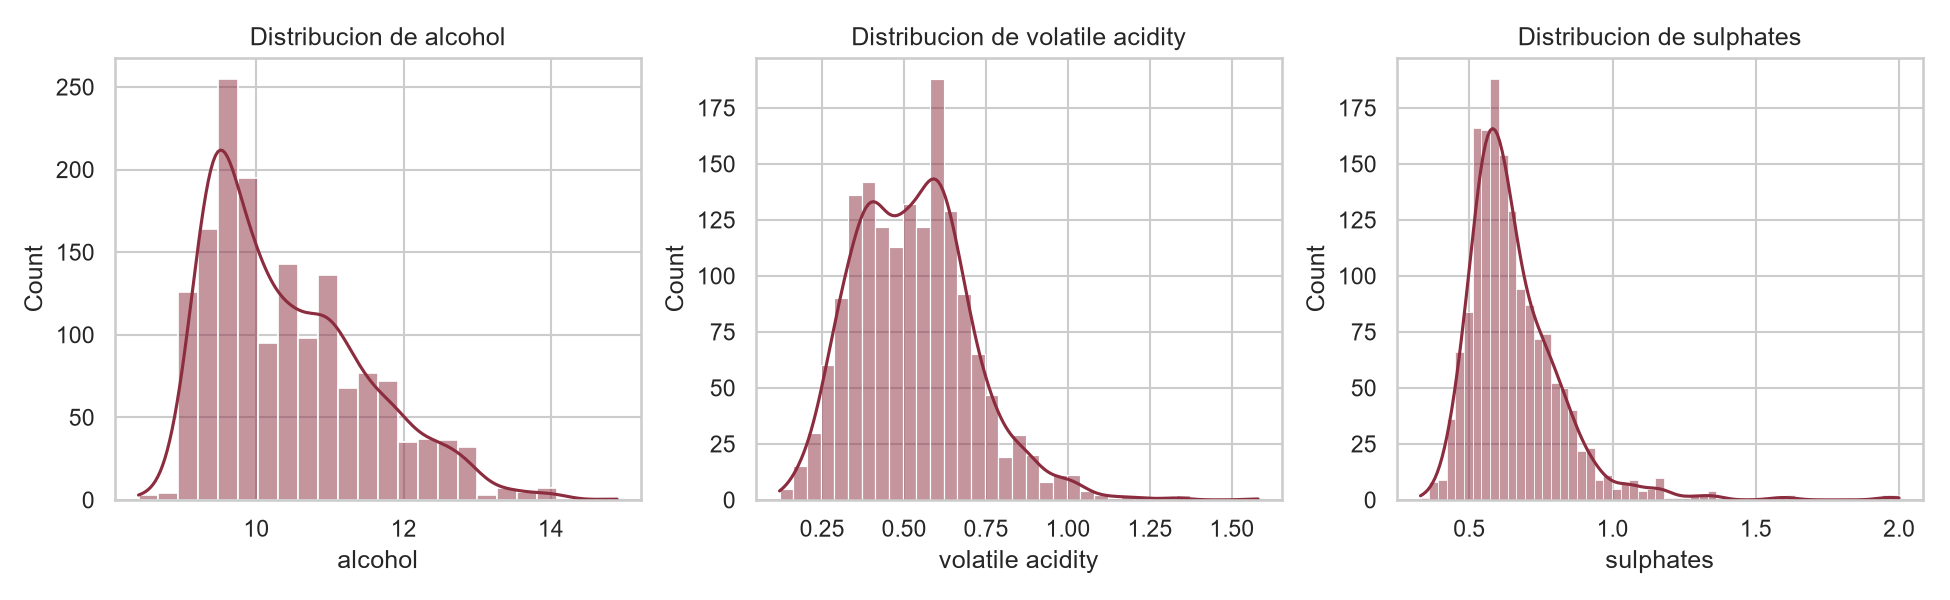 Distribucion de alcohol
250
200
150
100
50
0
Count
10 12 14
alcohol
Distribucion de volatile acidity
175
150
125
100
75
50
25
0
Count
0.25 0.50 0.75 1.00 1.25 1.50
volatile acidity
Distribucion de sulphates
175
150
125
100
75
50
25
0
Count
0.5 1.0 1.5 2.0
sulphates